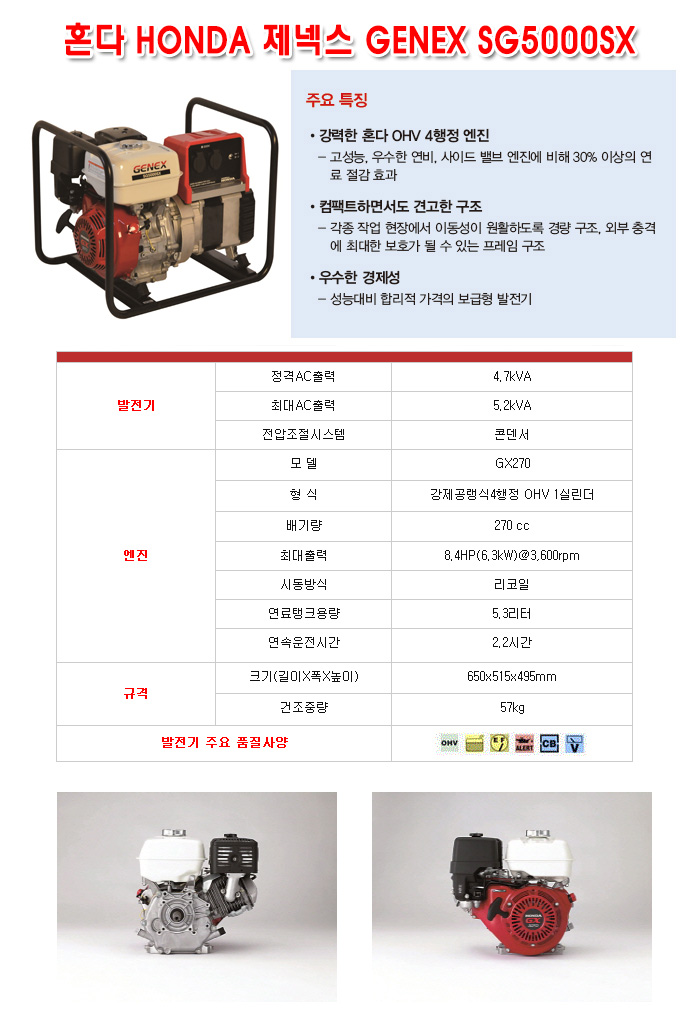 혼다 HONDA 제넥스 GENEX SG5000SX
GENEX
SG5000SX
주요 특징
• 강력한 혼다 OHV 4행정 엔진
– 고성능, 우수한 연비, 사이드 밸브 엔진에 비해 30% 이상의 연
료 절감 효과
• 컴팩트하면서도 견고한 구조
– 각종 작업 현장에서 이동성이 원활하도록 경량 구조, 외부 충격
에 최대한 보호가 될 수 있는 프레임 구조
• 우수한 경제성
– 성능대비 합리적 가격의 보급형 발전기
발전기
정격AC출력 4.7kVA
최대AC출력 5.2kVA
전압조절시스템 콘덴서
엔진
모 델 GX270
형 식 강제공랭식4행정 OHV 1실린더
배기량 270 cc
최대출력 8.4HP(6.3kW)@3,600rpm
시동방식 리코일
연료탱크용량 5.3리터
연속운전시간 2.2시간
규격
크기(길이X폭X높이) 650x515x495mm
건조중량 57kg
발전기 주요 품질사양 OHV ALERT CB V
HONDA
GX